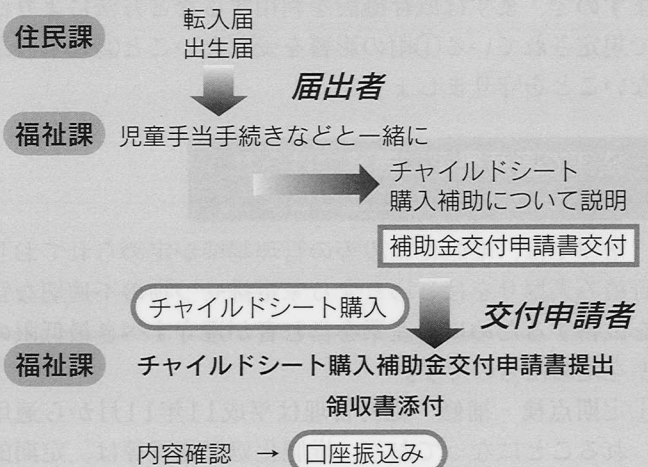 住民課
転入届
出生届
届出者
福祉課 児童手当手続きなどと一緒に
チャイルドシート
購入補助について説明
補助金交付申請書交付
チャイルドシート購入
交付申請者
福祉課 チャイルドシート購入補助金交付申請書提出
領収書添付
内容確認 → 口座振込み